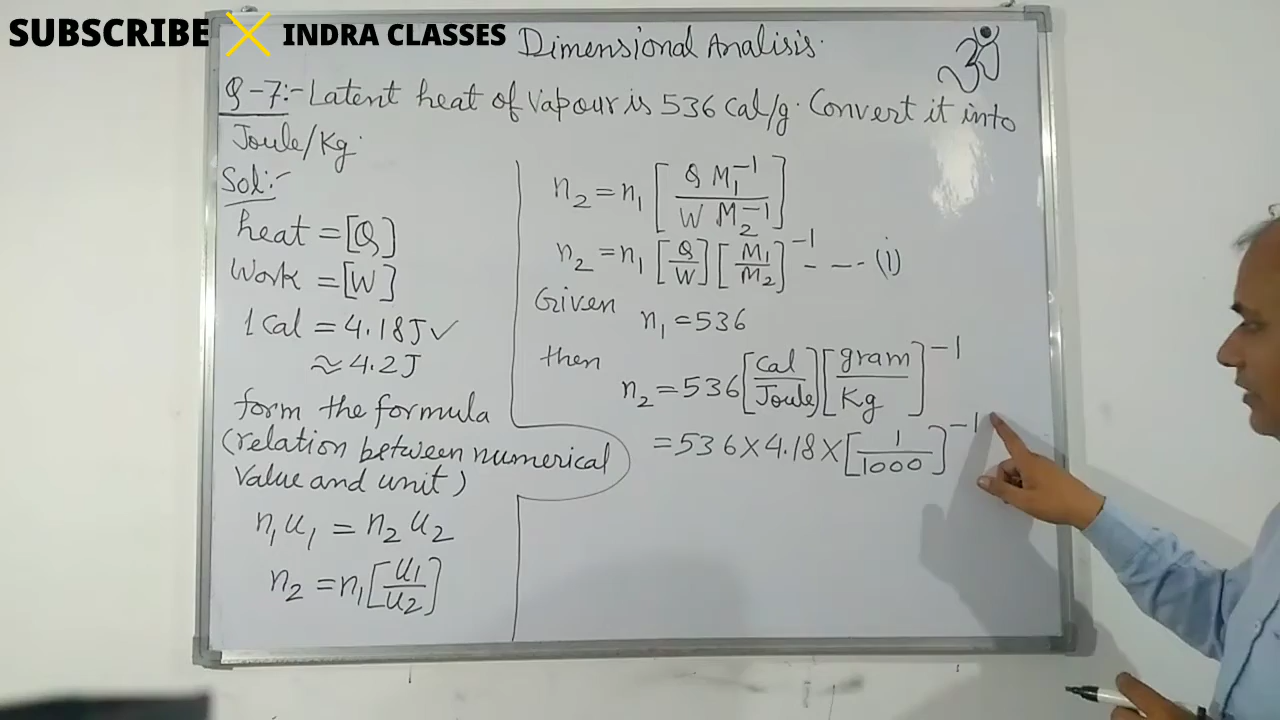 SUBSCRIBE INDRA CLASSES
Dimensional Analisis.
ॐ
Q-7:- Latent heat of Vapour is 536 Cal/g. Convert it into
Joule/Kg.
Sol:-
heat = [Q]
Work = [W]
1 Cal = 4.18J ✓
≈ 4.2J
form the formula
(relation between numerical
Value and unit)
n₁u₁ = n₂u₂
n₂ = n₁[u₁/u₂]
n₂ = n₁[Q M₁⁻¹ / W M₂⁻¹]
n₂ = n₁[Q/W][M₁/M₂]⁻¹ - - - - (i)
Given
n₁ = 536
then
n₂ = 536[Cal/Joule][gram/Kg]⁻¹
= 536 X 4.18 X [1/1000]⁻¹